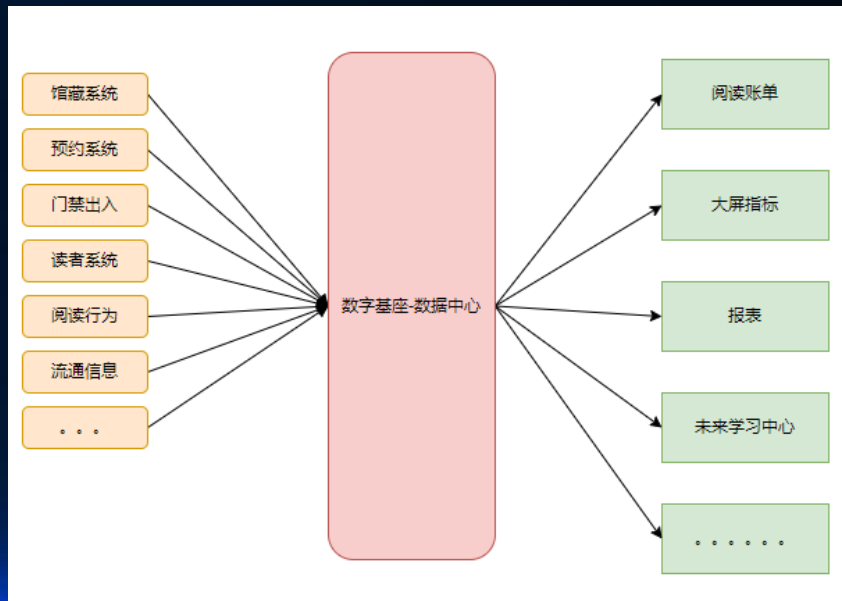 馆藏系统
预约系统
门禁出入
读者系统
阅读行为
流通信息
。。。
数字基座-数据中心
阅读账单
大屏指标
报表
未来学习中心
。。。。。。